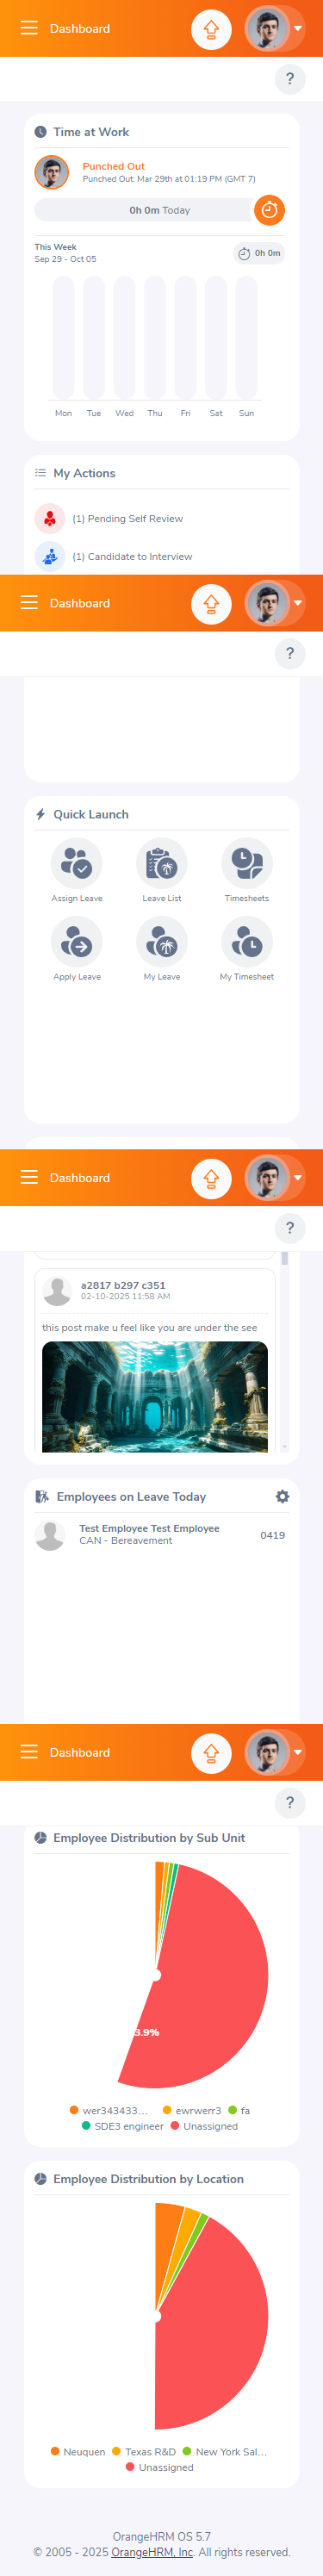 Dashboard
?
Time at Work
Punched Out
Punched Out: Mar 29th at 01:19 PM (GMT 7)
0h 0m Today
This Week
Sep 29 - Oct 05
0h 0m
Mon Tue Wed Thu Fri Sat Sun
My Actions
(1) Pending Self Review
(1) Candidate to Interview
Dashboard
?
Quick Launch
Assign Leave Leave List Timesheets
Apply Leave My Leave My Timesheet
Dashboard
?
a2817 b297 c351
02-10-2025 11:58 AM
this post make u feel like you are under the see
Employees on Leave Today
Test Employee Test Employee
CAN - Bereavement
0419
Dashboard
?
Employee Distribution by Sub Unit
3.9%
wer343433... ewrwerr3 fa
SDE3 engineer Unassigned
Employee Distribution by Location
Neuquen Texas R&D New York Sal...
Unassigned
OrangeHRM OS 5.7
© 2005 - 2025 OrangeHRM, Inc. All rights reserved.